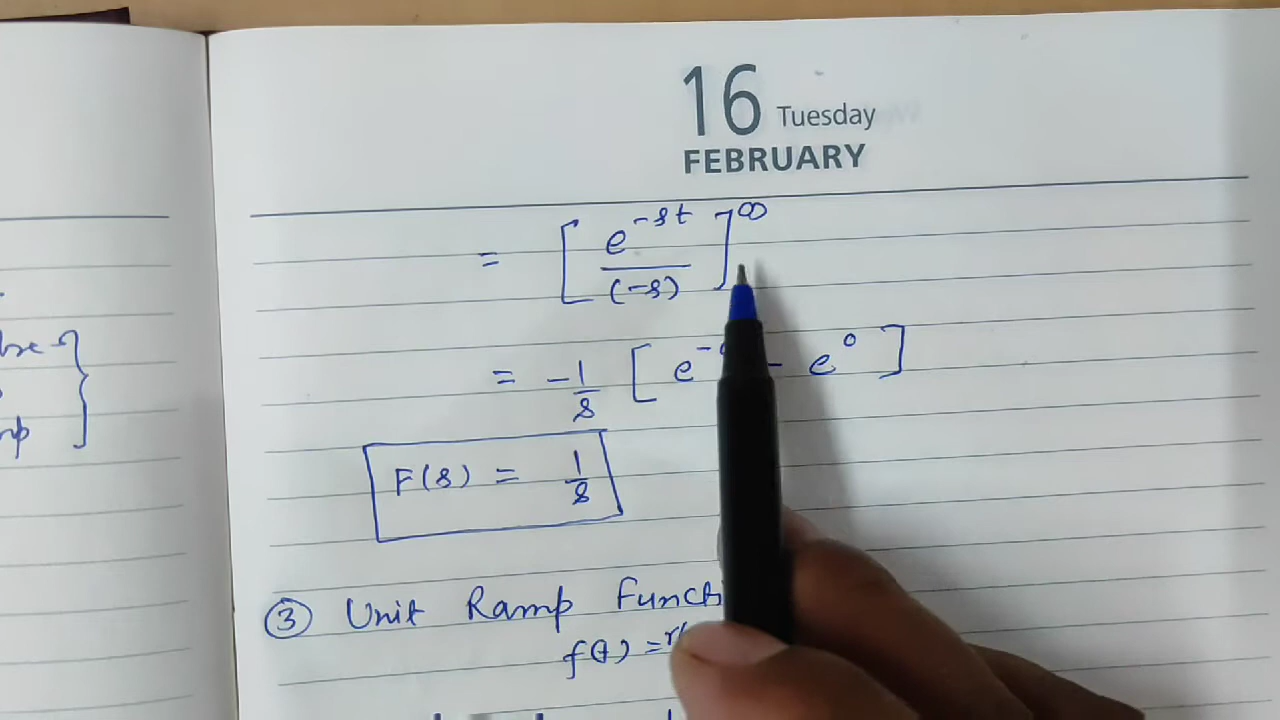 16 Tuesday
FEBRUARY
= [ e^-st / (-s) ]^∞
= -1/s [ e^- - e^0 ]
F(s) = 1/s
③ Unit Ramp Functi
f(t) = r(